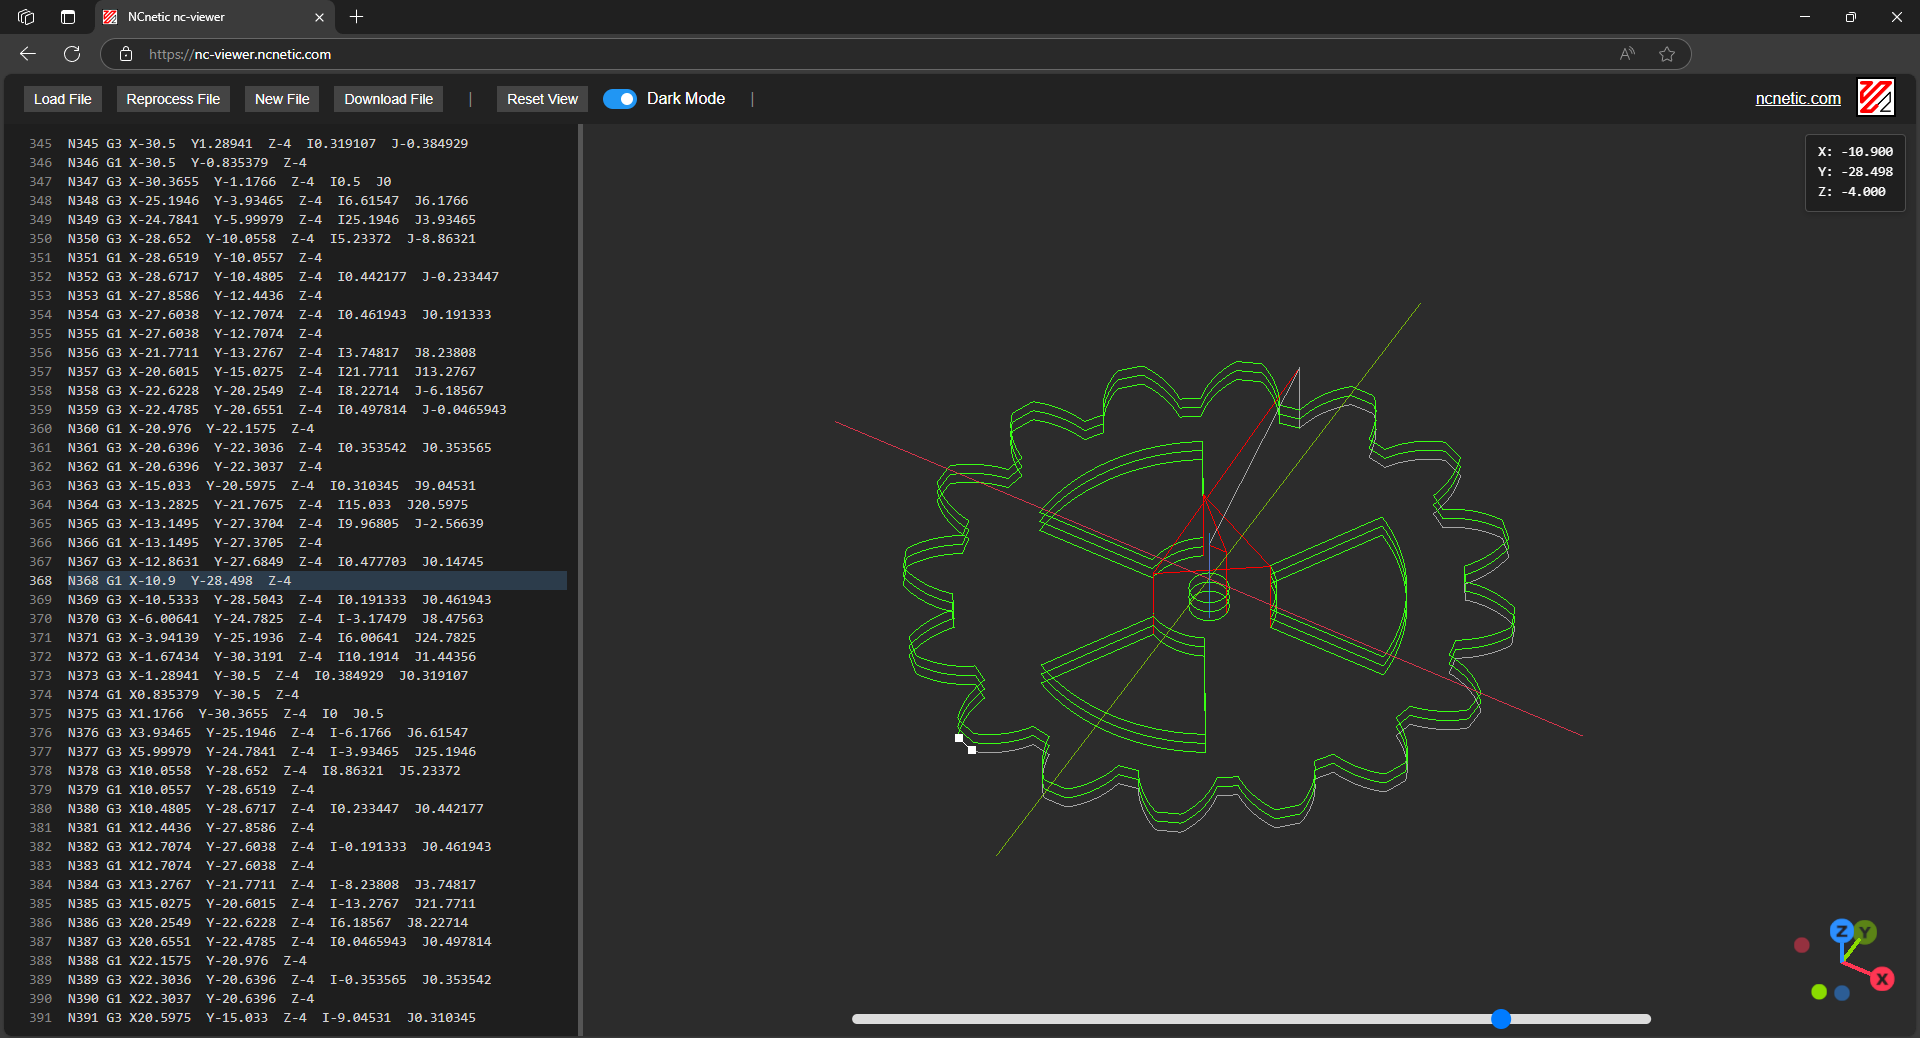 NCnetic nc-viewer
https://nc-viewer.ncnetic.com
Load File Reprocess File New File Download File | Reset View Dark Mode | ncnetic.com
345 N345 G3 X-30.5 Y1.28941 Z-4 I0.319107 J-0.384929
346 N346 G1 X-30.5 Y-0.835379 Z-4
347 N347 G3 X-30.3655 Y-1.1766 Z-4 I0.5 J0
348 N348 G3 X-25.1946 Y-3.93465 Z-4 I6.61547 J6.1766
349 N349 G3 X-24.7841 Y-5.99979 Z-4 I25.1946 J3.93465
350 N350 G3 X-28.652 Y-10.0558 Z-4 I5.23372 J-8.86321
351 N351 G1 X-28.6519 Y-10.0557 Z-4
352 N352 G3 X-28.6717 Y-10.4805 Z-4 I0.442177 J-0.233447
353 N353 G1 X-27.8586 Y-12.4436 Z-4
354 N354 G3 X-27.6038 Y-12.7074 Z-4 I0.461943 J0.191333
355 N355 G1 X-27.6038 Y-12.7074 Z-4
356 N356 G3 X-21.7711 Y-13.2767 Z-4 I3.74817 J8.23808
357 N357 G3 X-20.6015 Y-15.0275 Z-4 I21.7711 J13.2767
358 N358 G3 X-22.6228 Y-20.2549 Z-4 I8.22714 J-6.18567
359 N359 G3 X-22.4785 Y-20.6551 Z-4 I0.497814 J-0.0465943
360 N360 G1 X-20.976 Y-22.1575 Z-4
361 N361 G3 X-20.6396 Y-22.3036 Z-4 I0.353542 J0.353565
362 N362 G1 X-20.6396 Y-22.3037 Z-4
363 N363 G3 X-15.033 Y-20.5975 Z-4 I0.310345 J9.04531
364 N364 G3 X-13.2825 Y-21.7675 Z-4 I15.033 J20.5975
365 N365 G3 X-13.1495 Y-27.3704 Z-4 I9.96805 J-2.56639
366 N366 G1 X-13.1495 Y-27.3705 Z-4
367 N367 G3 X-12.8631 Y-27.6849 Z-4 I0.477703 J0.14745
368 N368 G1 X-10.9 Y-28.498 Z-4
369 N369 G3 X-10.5333 Y-28.5043 Z-4 I0.191333 J0.461943
370 N370 G3 X-6.00641 Y-24.7825 Z-4 I-3.17479 J8.47563
371 N371 G3 X-3.94139 Y-25.1936 Z-4 I6.00641 J24.7825
372 N372 G3 X-1.67434 Y-30.3191 Z-4 I10.1914 J1.44356
373 N373 G3 X-1.28941 Y-30.5 Z-4 I0.384929 J0.319107
374 N374 G1 X0.835379 Y-30.5 Z-4
375 N375 G3 X1.1766 Y-30.3655 Z-4 I0 J0.5
376 N376 G3 X3.93465 Y-25.1946 Z-4 I-6.1766 J6.61547
377 N377 G3 X5.99979 Y-24.7841 Z-4 I-3.93465 J25.1946
378 N378 G3 X10.0558 Y-28.652 Z-4 I8.86321 J5.23372
379 N379 G1 X10.0557 Y-28.6519 Z-4
380 N380 G3 X10.4805 Y-28.6717 Z-4 I0.233447 J0.442177
381 N381 G1 X12.4436 Y-27.8586 Z-4
382 N382 G3 X12.7074 Y-27.6038 Z-4 I-0.191333 J0.461943
383 N383 G1 X12.7074 Y-27.6038 Z-4
384 N384 G3 X13.2767 Y-21.7711 Z-4 I-8.23808 J3.74817
385 N385 G3 X15.0275 Y-20.6015 Z-4 I-13.2767 J21.7711
386 N386 G3 X20.2549 Y-22.6228 Z-4 I6.18567 J8.22714
387 N387 G3 X20.6551 Y-22.4785 Z-4 I0.0465943 J0.497814
388 N388 G1 X22.1575 Y-20.976 Z-4
389 N389 G3 X22.3036 Y-20.6396 Z-4 I-0.353565 J0.353542
390 N390 G1 X22.3037 Y-20.6396 Z-4
391 N391 G3 X20.5975 Y-15.033 Z-4 I-9.04531 J0.310345
X: -10.900
Y: -28.498
Z: -4.000
Z Y
X